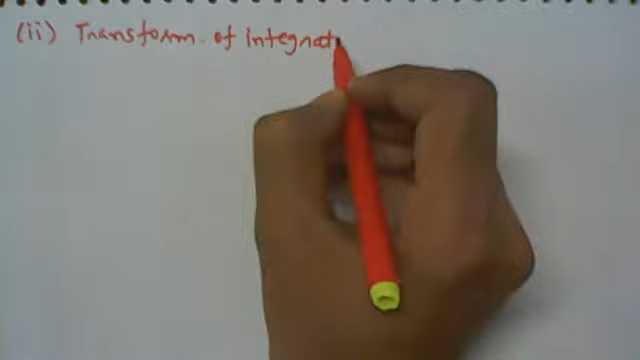 (ii) Transform of integrat